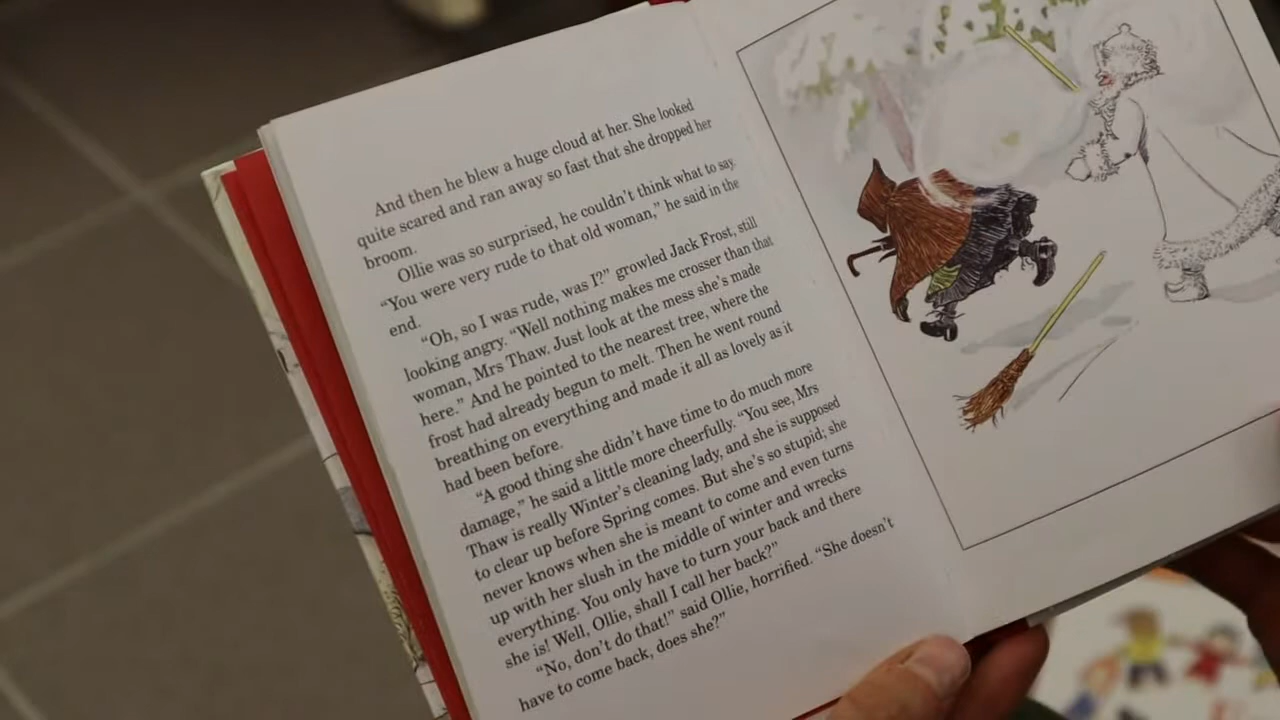 And then he blew a huge cloud at her. She looked
quite scared and ran away so fast that she dropped her
broom.
Ollie was so surprised, he couldn't think what to say.
“You were very rude to that old woman,” he said in the
end.
“Oh, so I was rude, was I?” growled Jack Frost, still
looking angry. “Well nothing makes me crosser than that
woman, Mrs Thaw. Just look at the mess she's made
here.” And he pointed to the nearest tree, where the
frost had already begun to melt. Then he went round
breathing on everything and made it all as lovely as it
had been before.
“A good thing she didn't have time to do much more
damage,” he said a little more cheerfully. “You see, Mrs
Thaw is really Winter's cleaning lady, and she is supposed
to clear up before Spring comes. But she's so stupid; she
never knows when she is meant to come and even turns
up with her slush in the middle of winter and wrecks
everything. You only have to turn your back and there
she is! Well, Ollie, shall I call her back?”
“No, don't do that!” said Ollie, horrified. “She doesn't
have to come back, does she?”